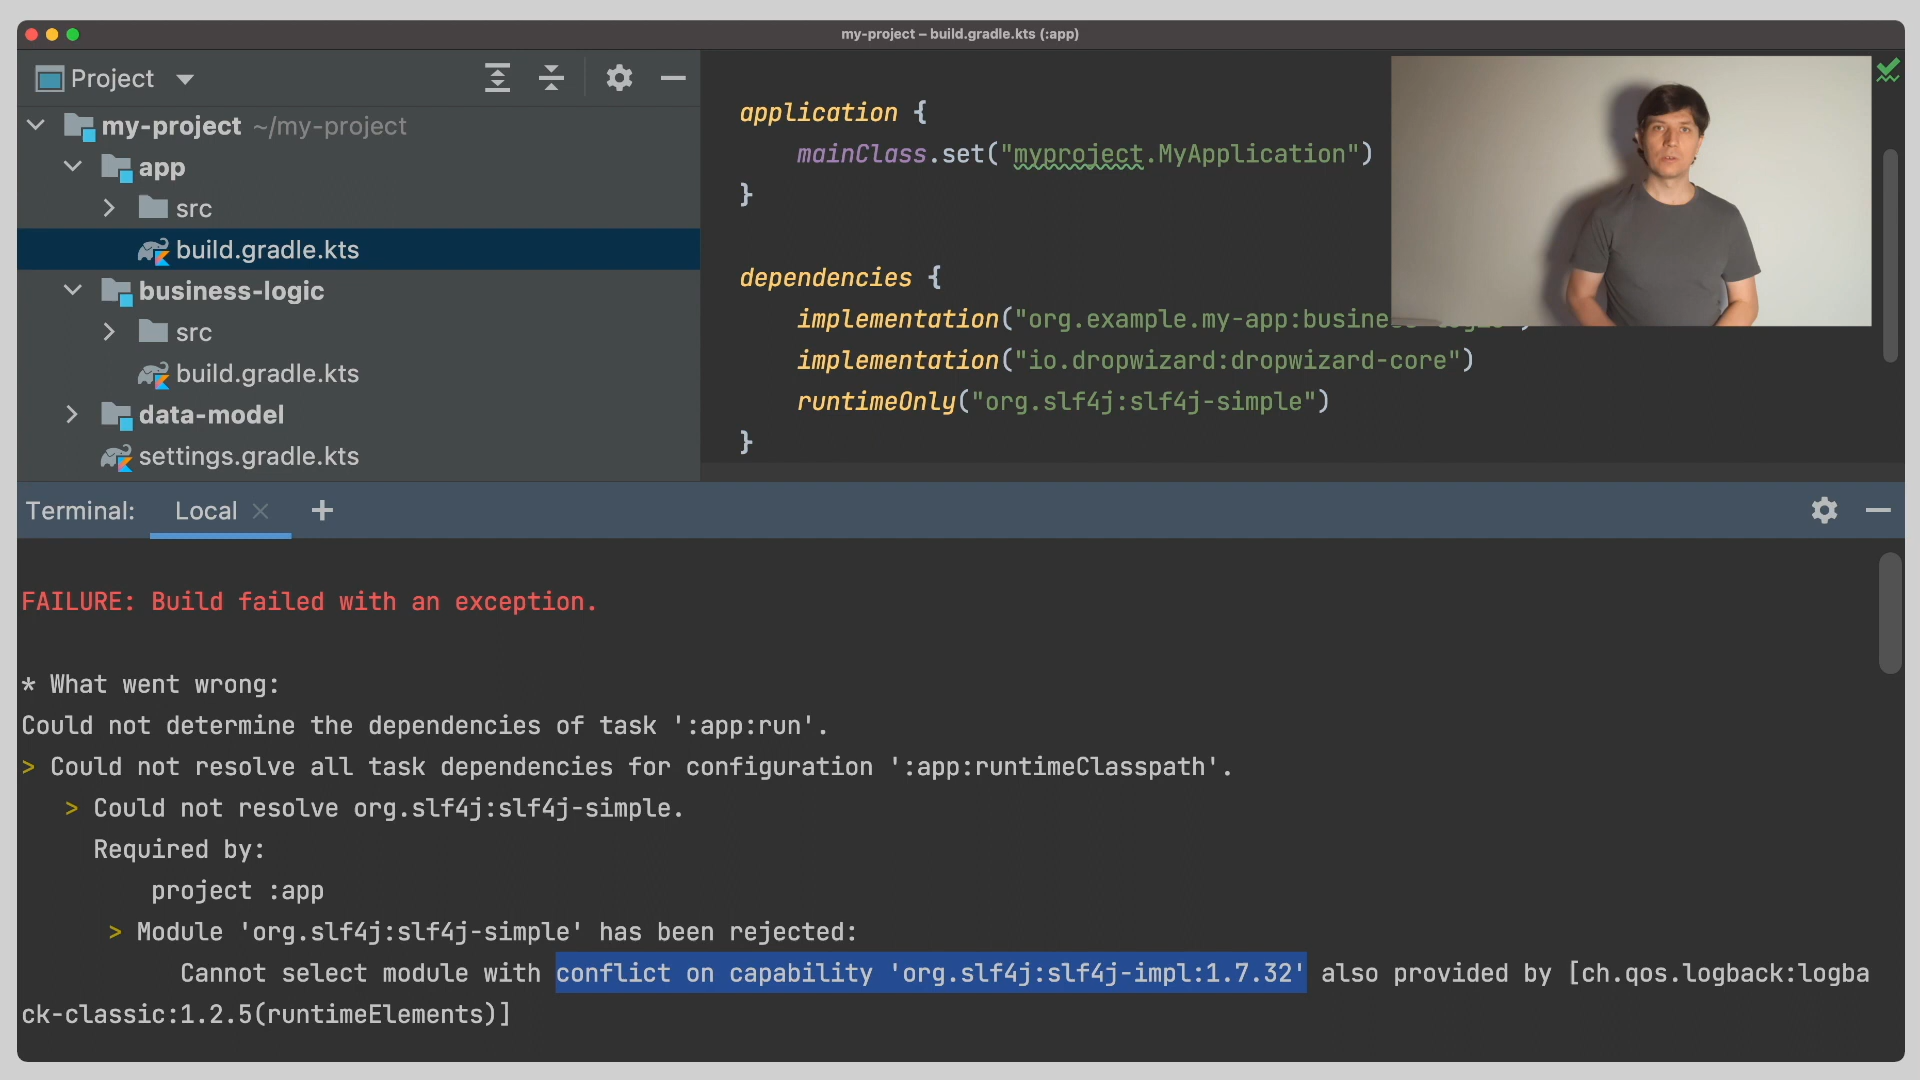 my-project – build.gradle.kts (:app)
Project
my-project ~/my-project
app
src
build.gradle.kts
business-logic
src
build.gradle.kts
data-model
settings.gradle.kts
application {
mainClass.set("myproject.MyApplication")
}
dependencies {
implementation("org.example.my-app:business-logic")
implementation("io.dropwizard:dropwizard-core")
runtimeOnly("org.slf4j:slf4j-simple")
}
Terminal: Local
FAILURE: Build failed with an exception.
* What went wrong:
Could not determine the dependencies of task ':app:run'.
> Could not resolve all task dependencies for configuration ':app:runtimeClasspath'.
> Could not resolve org.slf4j:slf4j-simple.
Required by:
project :app
> Module 'org.slf4j:slf4j-simple' has been rejected:
Cannot select module with conflict on capability 'org.slf4j:slf4j-impl:1.7.32' also provided by [ch.qos.logback:logba
ck-classic:1.2.5(runtimeElements)]